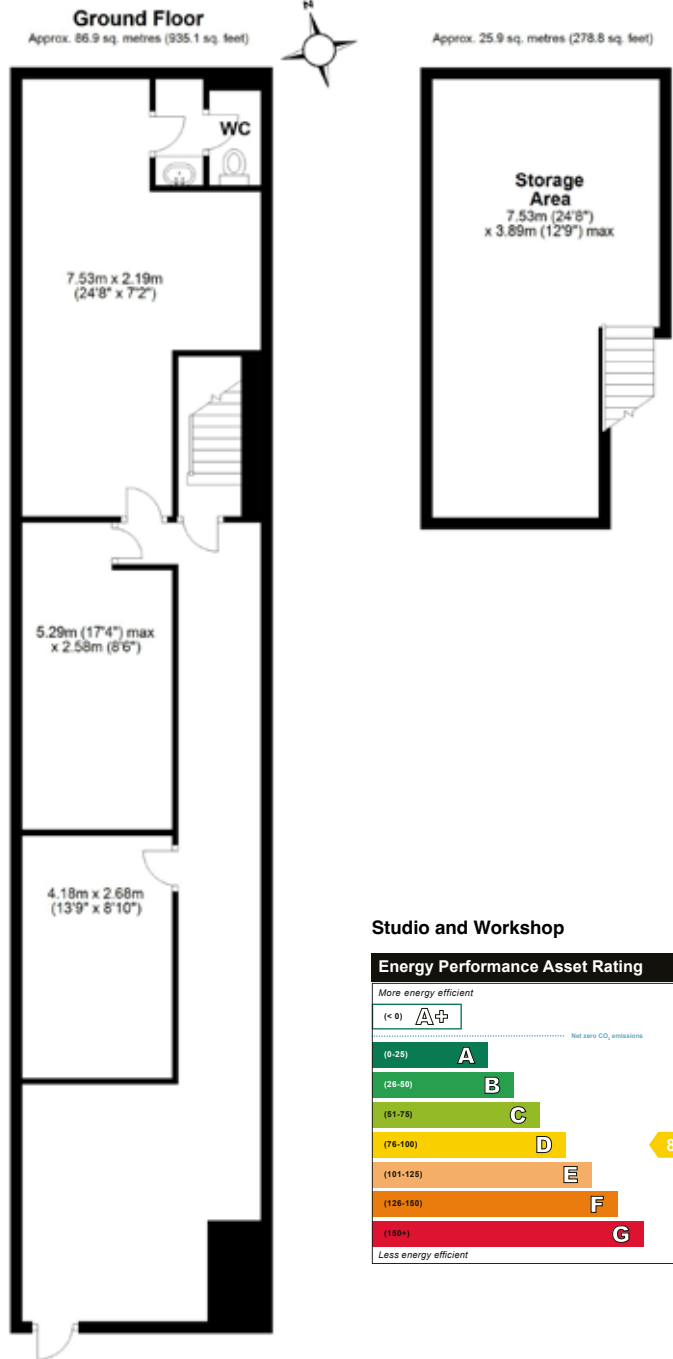 Ground Floor
Approx. 86.9 sq. metres (935.1 sq. feet)
N
Approx. 25.9 sq. metres (278.8 sq. feet)
WC
7.53m x 2.19m
(24'8" x 7'2")
Storage
Area
7.53m (24'8")
x 3.89m (12'9") max
5.29m (17'4") max
x 2.58m (8'6")
4.18m x 2.68m
(13'9" x 8'10")
Studio and Workshop
Energy Performance Asset Rating
More energy efficient
(< 0) A+
Net zero CO₂ emissions
(0-25) A
(26-50) B
(51-75) C
(76-100) D
8
(101-125) E
(126-150) F
(150+) G
Less energy efficient